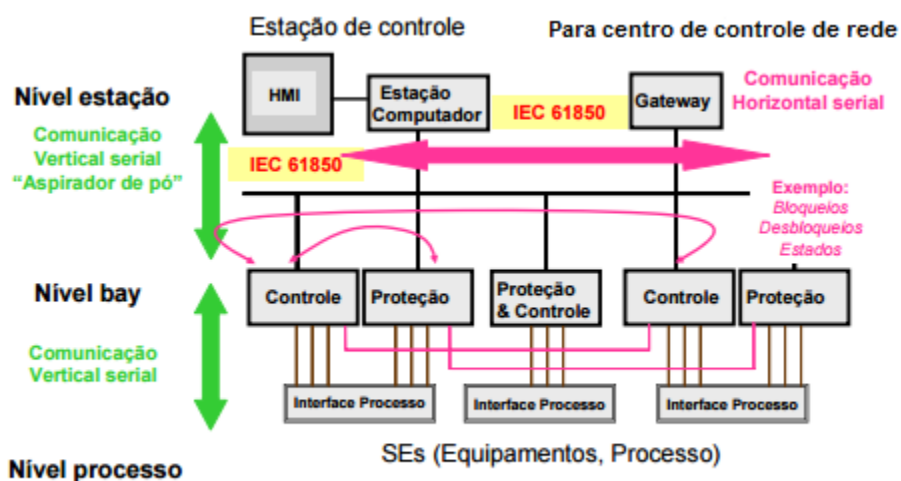 Estação de controle
Para centro de controle de rede
HMI
Estação
Computador
IEC 61850
Gateway
Comunicação
Horizontal serial
Nível estação
Comunicação
Vertical serial
“Aspirador de pó”
IEC 61850
Exemplo:
Bloqueios
Desbloqueios
Estados
Nível bay
Controle
Proteção
Proteção
& Controle
Controle
Proteção
Comunicação
Vertical serial
Interface Processo
Interface Processo
Interface Processo
SEs (Equipamentos, Processo)
Nível processo